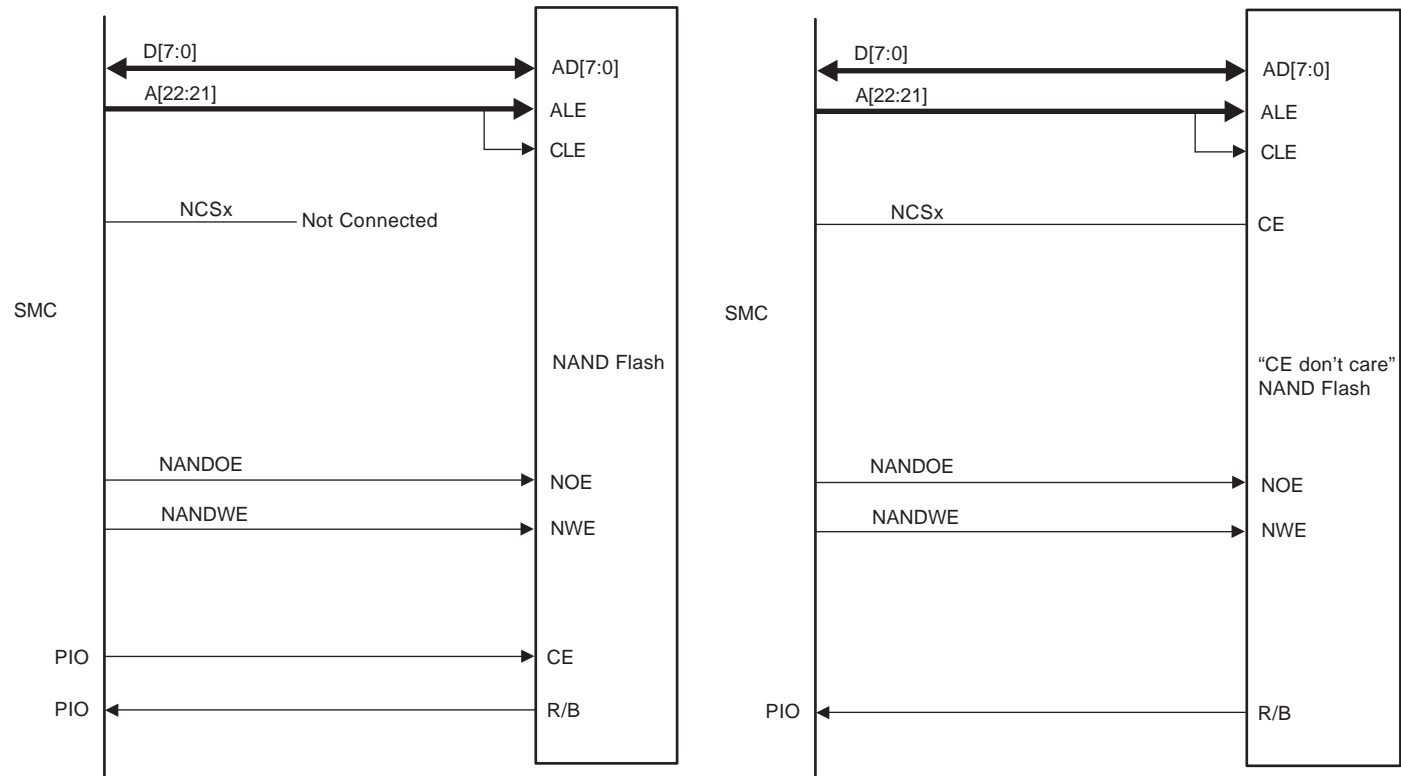 D[7:0]
AD[7:0]
A[22:21]
ALE
CLE
NCSx
Not Connected
SMC
NAND Flash
NANDOE
NOE
NANDWE
NWE
PIO
CE
PIO
R/B
D[7:0]
AD[7:0]
A[22:21]
ALE
CLE
NCSx
CE
SMC
“CE don’t care”
NAND Flash
NANDOE
NOE
NANDWE
NWE
PIO
R/B